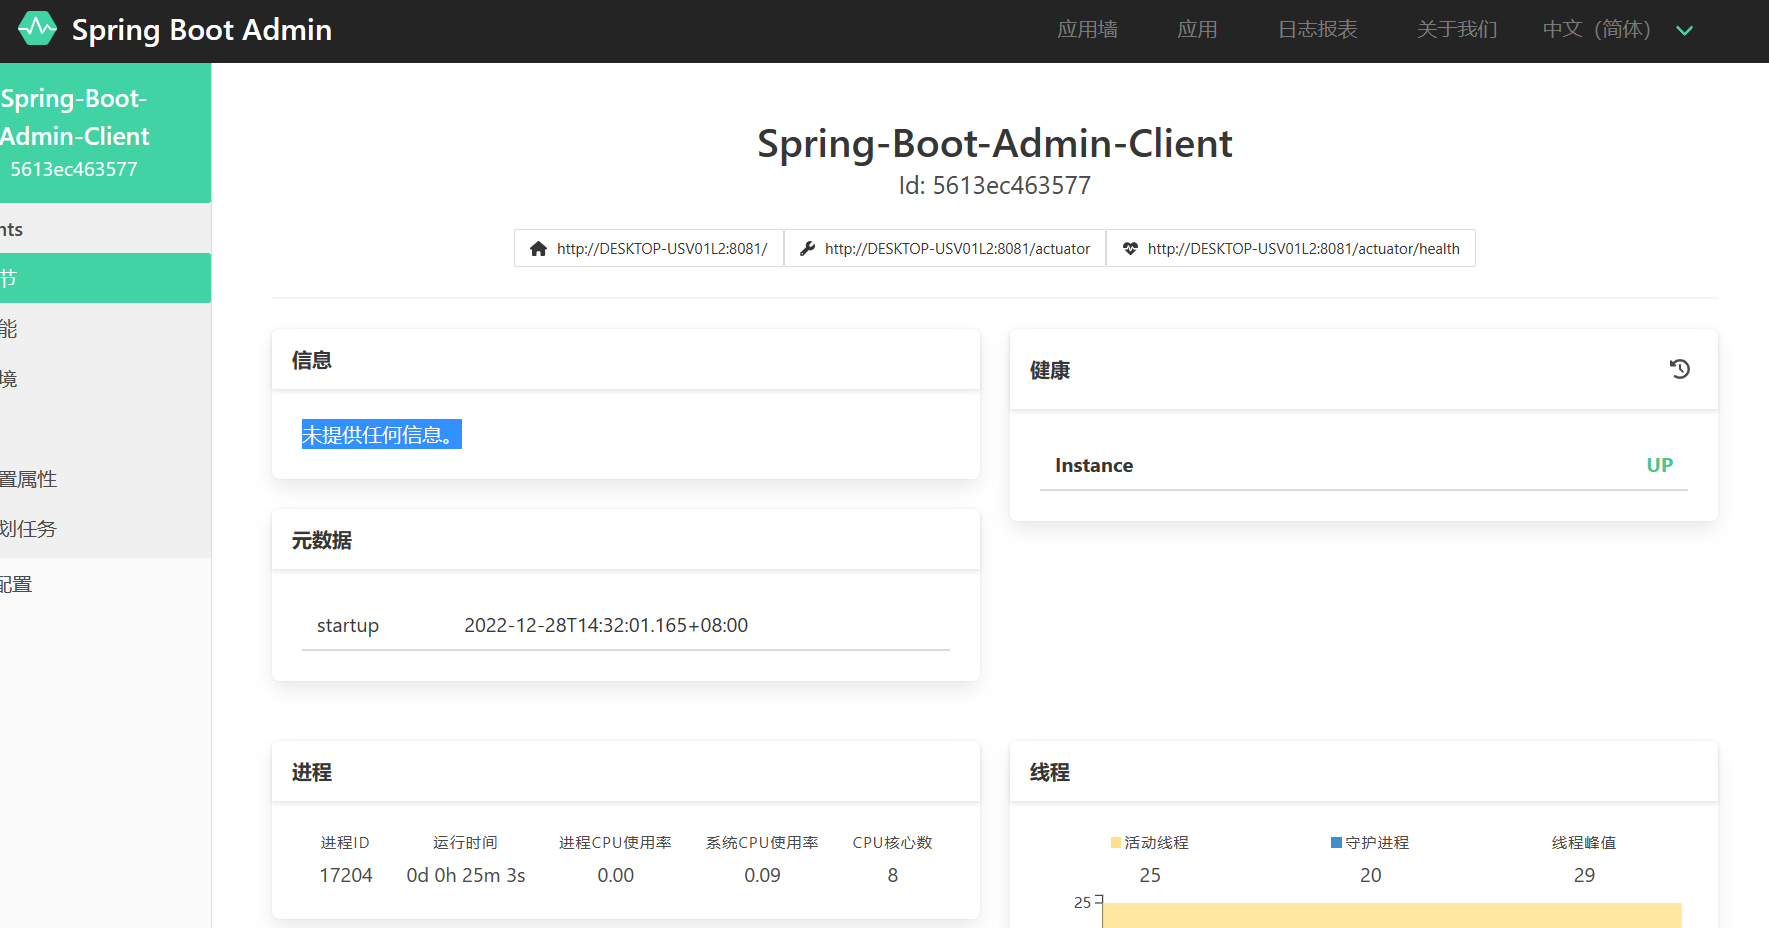 Spring Boot Admin
应用墙
应用
日志报表
关于我们
中文（简体）
Spring-Boot-
Admin-Client
5613ec463577
nts
节
能
境
置属性
划任务
配置
Spring-Boot-Admin-Client
Id: 5613ec463577
http://DESKTOP-USV01L2:8081/
http://DESKTOP-USV01L2:8081/actuator
http://DESKTOP-USV01L2:8081/actuator/health
信息
未提供任何信息。
健康
Instance UP
元数据
startup 2022-12-28T14:32:01.165+08:00
进程
进程ID 运行时间 进程CPU使用率 系统CPU使用率 CPU核心数
17204 0d 0h 25m 3s 0.00 0.09 8
线程
活动线程 守护进程 线程峰值
25 20 29
25